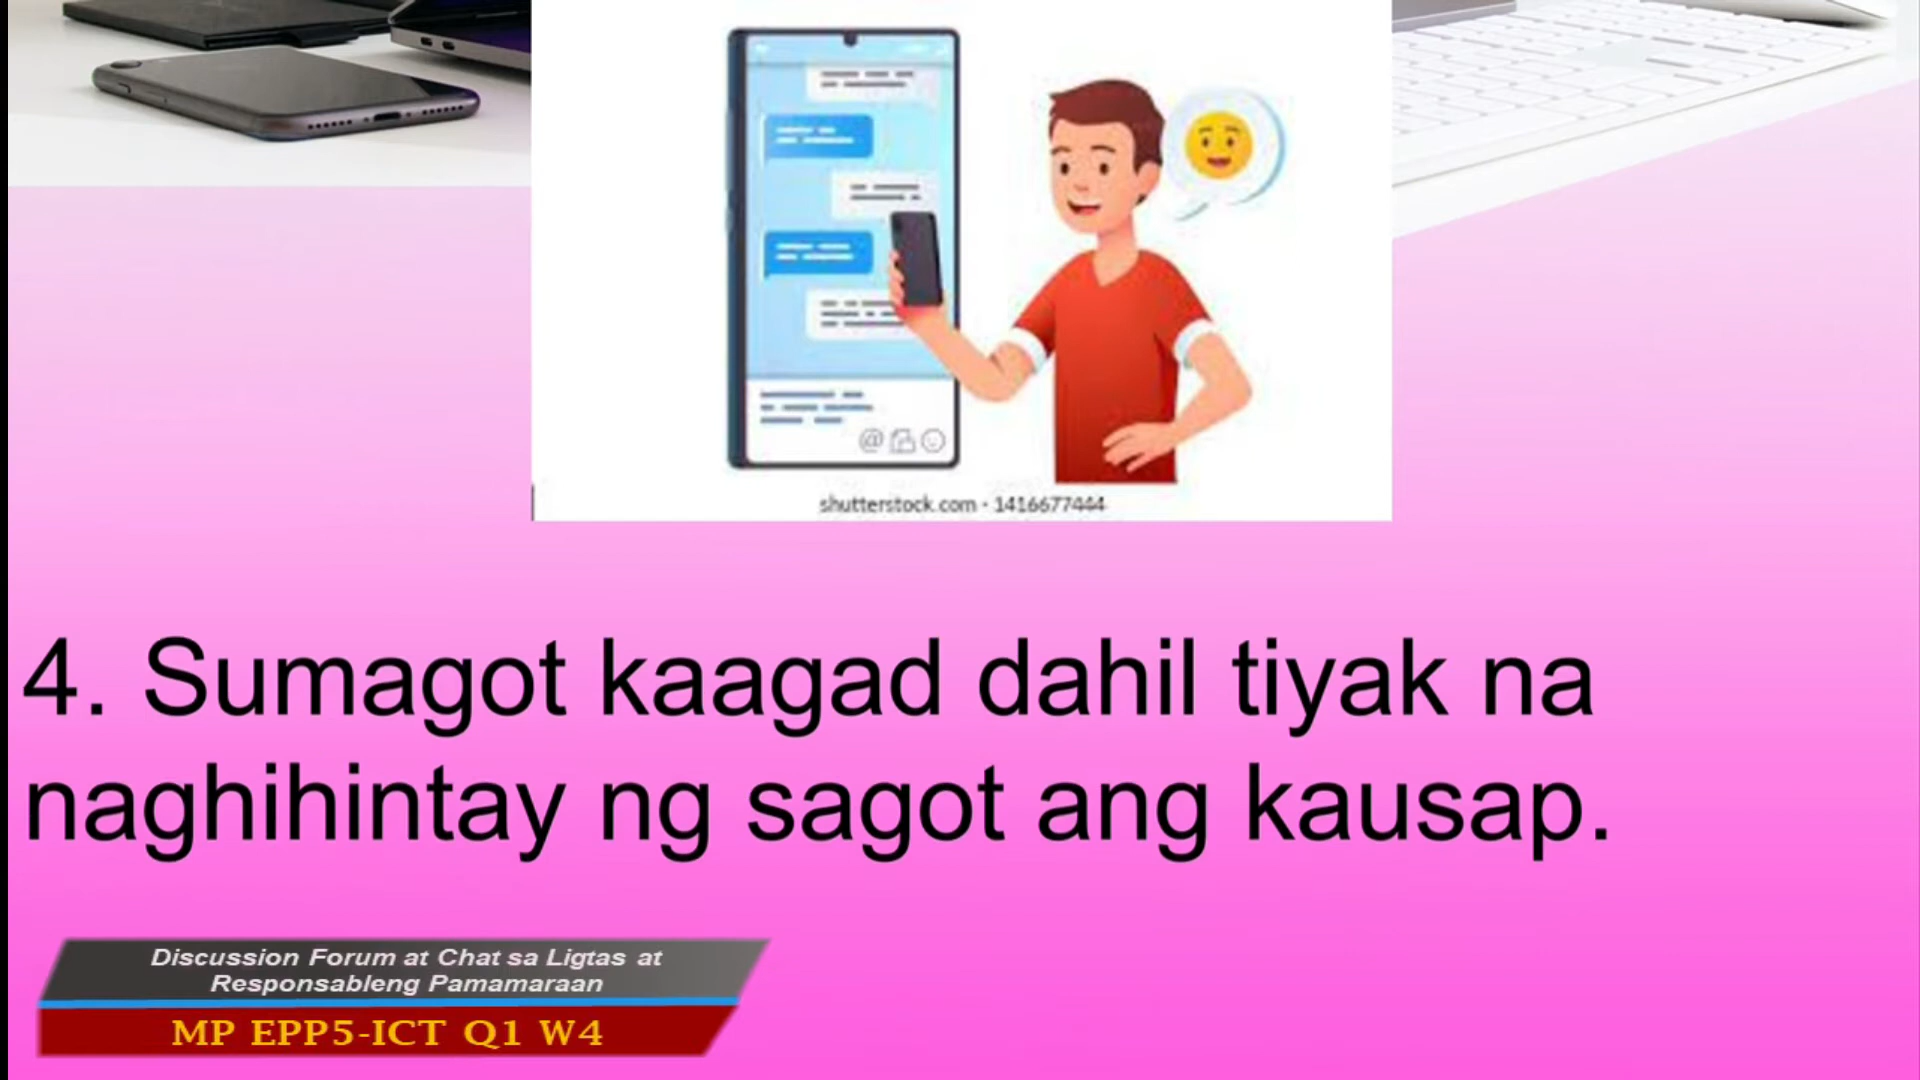 @
shutterstock.com · 1416677444
4. Sumagot kaagad dahil tiyak na
naghihintay ng sagot ang kausap.
Discussion Forum at Chat sa Ligtas at
Responsableng Pamamaraan
MP EPP5-ICT Q1 W4